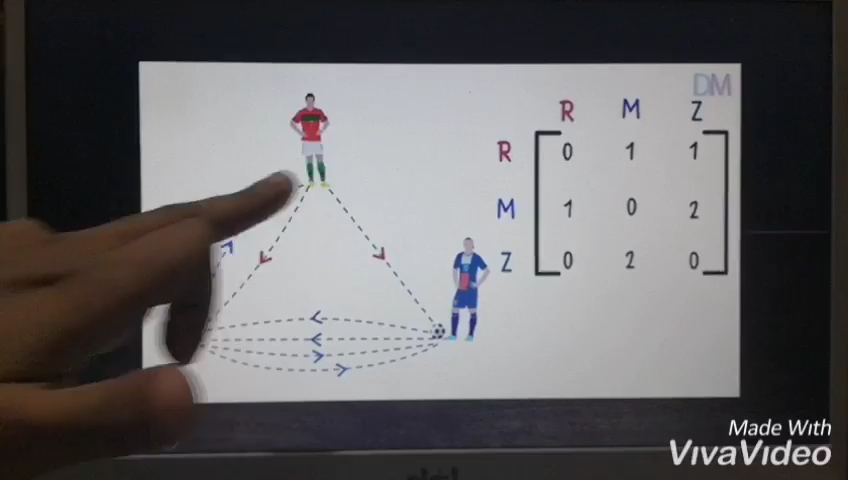 DM
R M Z
R 0 1 1
M 1 0 2
Z 0 2 0
Made With
VivaVideo